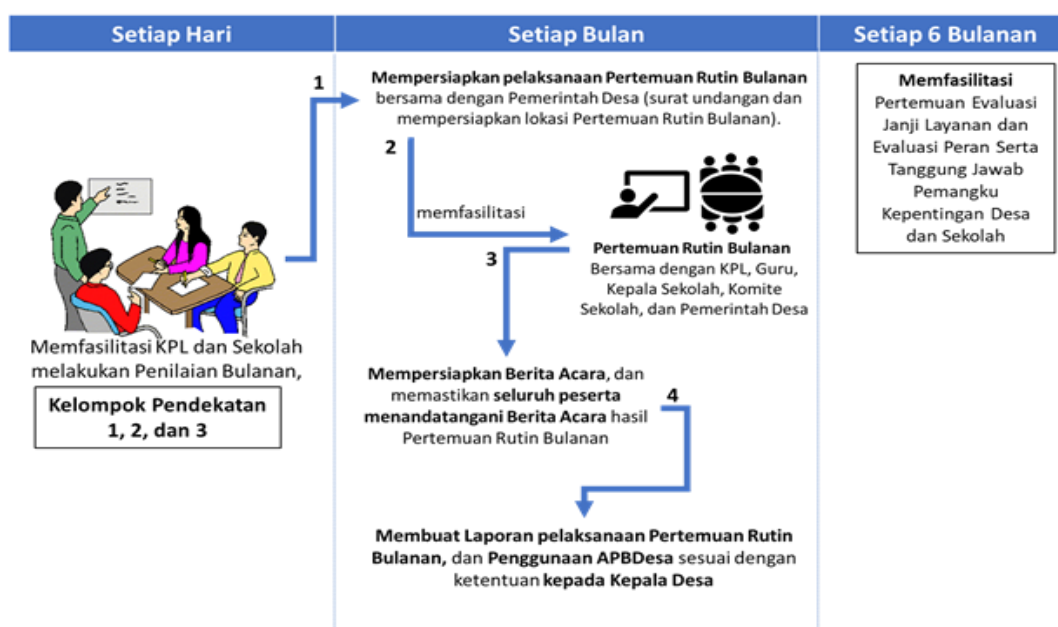 Setiap Hari
Setiap Bulan
Setiap 6 Bulanan
1
Mempersiapkan pelaksanaan Pertemuan Rutin Bulanan
bersama dengan Pemerintah Desa (surat undangan dan
mempersiapkan lokasi Pertemuan Rutin Bulanan).
2
memfasilitasi
Pertemuan Rutin Bulanan
Bersama dengan KPL, Guru,
Kepala Sekolah, Komite
Sekolah, dan Pemerintah Desa
3
Memfasilitasi KPL dan Sekolah
melakukan Penilaian Bulanan,
Kelompok Pendekatan
1, 2, dan 3
Mempersiapkan Berita Acara, dan
memastikan seluruh peserta
menandatangani Berita Acara hasil
Pertemuan Rutin Bulanan
4
Membuat Laporan pelaksanaan Pertemuan Rutin
Bulanan, dan Penggunaan APBDesa sesuai dengan
ketentuan kepada Kepala Desa
Memfasilitasi
Pertemuan Evaluasi
Janji Layanan dan
Evaluasi Peran Serta
Tanggung Jawab
Pemangku
Kepentingan Desa
dan Sekolah